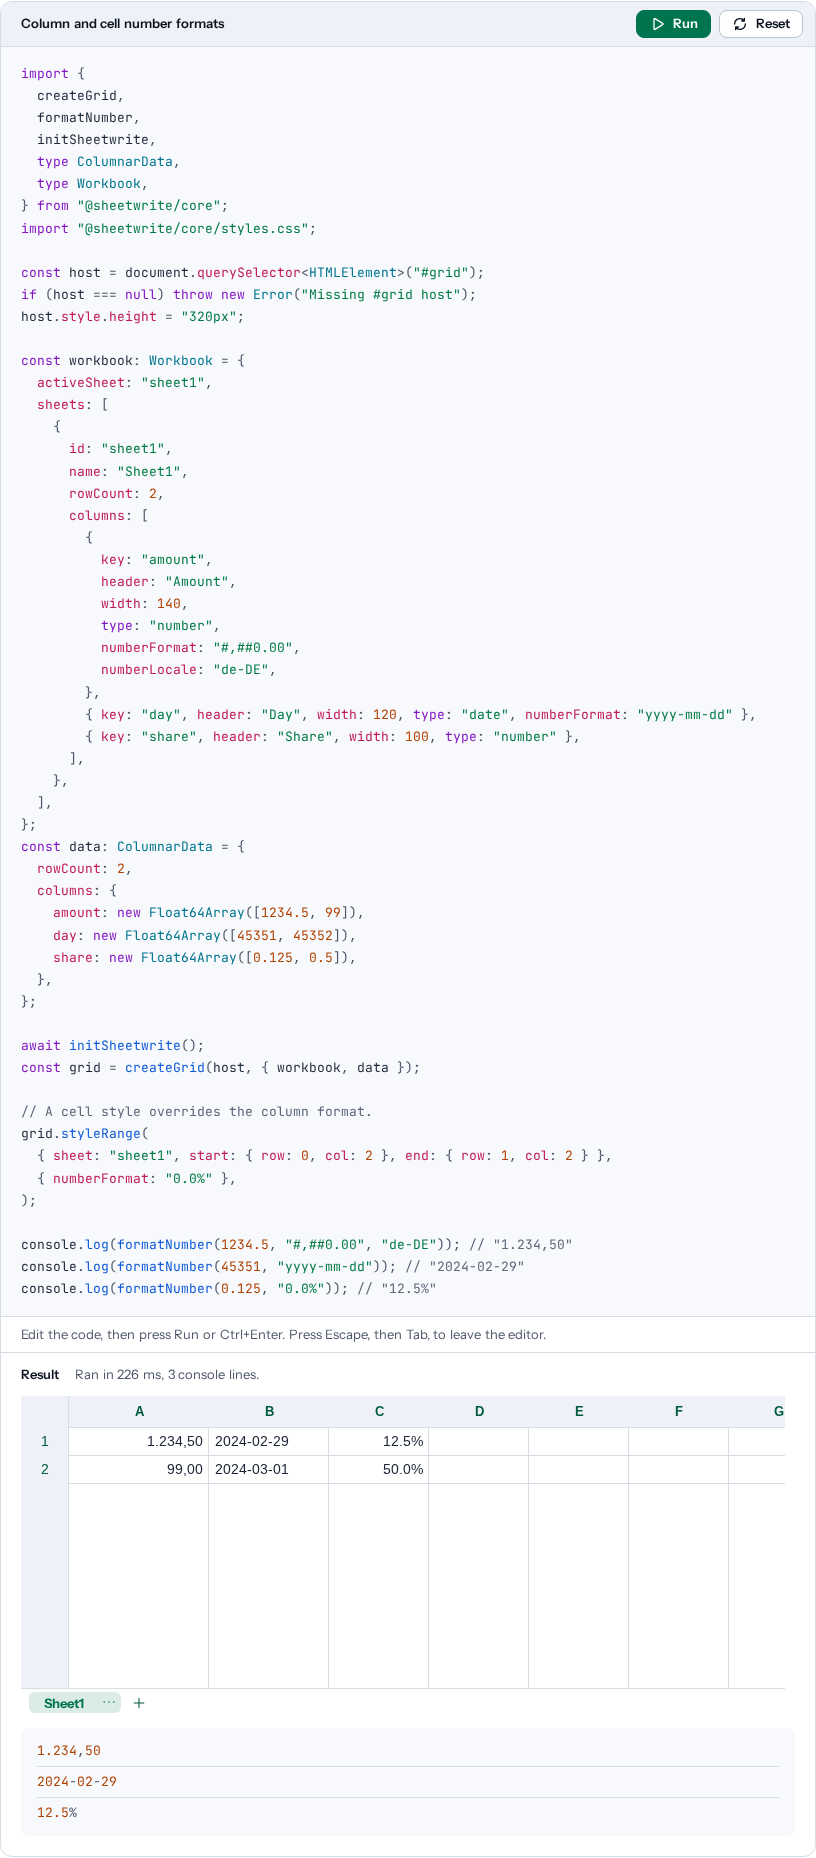 Column and cell number formats
Run
Reset
import {
  createGrid,
  formatNumber,
  initSheetwrite,
  type ColumnarData,
  type Workbook,
} from "@sheetwrite/core";
import "@sheetwrite/core/styles.css";

const host = document.querySelector<HTMLElement>("#grid");
if (host === null) throw new Error("Missing #grid host");
host.style.height = "320px";

const workbook: Workbook = {
  activeSheet: "sheet1",
  sheets: [
    {
      id: "sheet1",
      name: "Sheet1",
      rowCount: 2,
      columns: [
        {
          key: "amount",
          header: "Amount",
          width: 140,
          type: "number",
          numberFormat: "#,##0.00",
          numberLocale: "de-DE",
        },
        { key: "day", header: "Day", width: 120, type: "date", numberFormat: "yyyy-mm-dd" },
        { key: "share", header: "Share", width: 100, type: "number" },
      ],
    },
  ],
};
const data: ColumnarData = {
  rowCount: 2,
  columns: {
    amount: new Float64Array([1234.5, 99]),
    day: new Float64Array([45351, 45352]),
    share: new Float64Array([0.125, 0.5]),
  },
};

await initSheetwrite();
const grid = createGrid(host, { workbook, data });

// A cell style overrides the column format.
grid.styleRange(
  { sheet: "sheet1", start: { row: 0, col: 2 }, end: { row: 1, col: 2 } },
  { numberFormat: "0.0%" },
);

console.log(formatNumber(1234.5, "#,##0.00", "de-DE")); // "1.234,50"
console.log(formatNumber(45351, "yyyy-mm-dd")); // "2024-02-29"
console.log(formatNumber(0.125, "0.0%")); // "12.5%"
Edit the code, then press Run or Ctrl+Enter. Press Escape, then Tab, to leave the editor.
Result Ran in 226 ms, 3 console lines.
A B C D E F G
1 1.234,50 2024-02-29 12.5%
2 99,00 2024-03-01 50.0%
Sheet1 ··· +
1.234,50
2024-02-29
12.5%